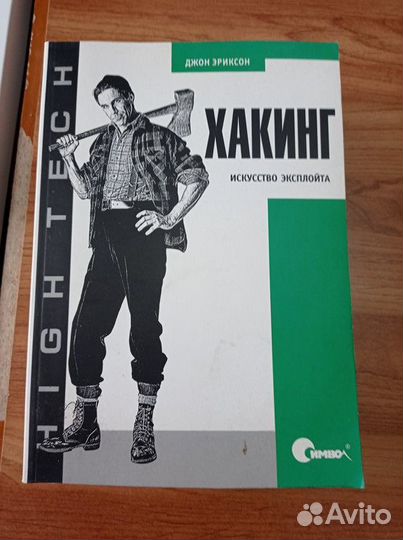 ДЖОН ЭРИКСОН
HIGH TECH
ХАКИНГ
ИСКУССТВО ЭКСПЛОЙТА
СИМВОЛ®
Avito